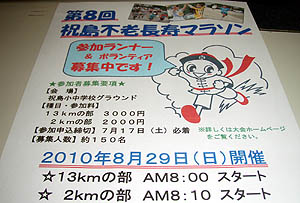 第8回
祝島不老長寿マラソン
参加ランナー
& ボランティア
募集中です!
★参加者募集要項★
【会 場】
祝島小中学校グラウンド
【種目・参加料】
13kmの部 3000円
2kmの部 2000円
【参加申込締切】 7月17日(土)必着
【募集人数】約150名
※詳しくは大会ホームページ
をご覧ください。
2010年8月29日(日)開催
☆13kmの部 AM8:00 スタート
☆ 2kmの部 AM8:10 スタート